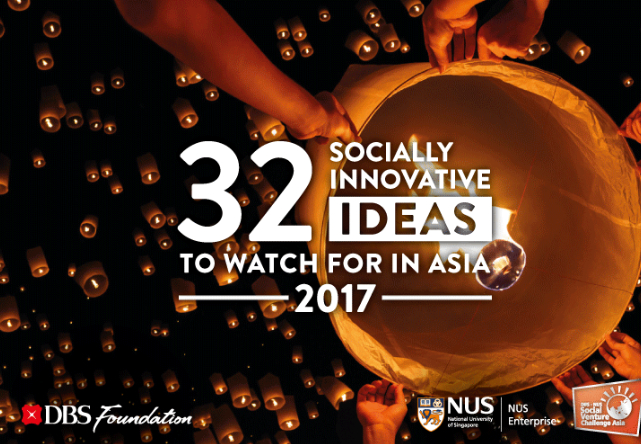 32
SOCIALLY
INNOVATIVE
IDEAS
TO WATCH FOR IN ASIA
2017
DBS Foundation
NUS
National University
of Singapore
NUS
Enterprise
Social
Venture
Challenge Asia